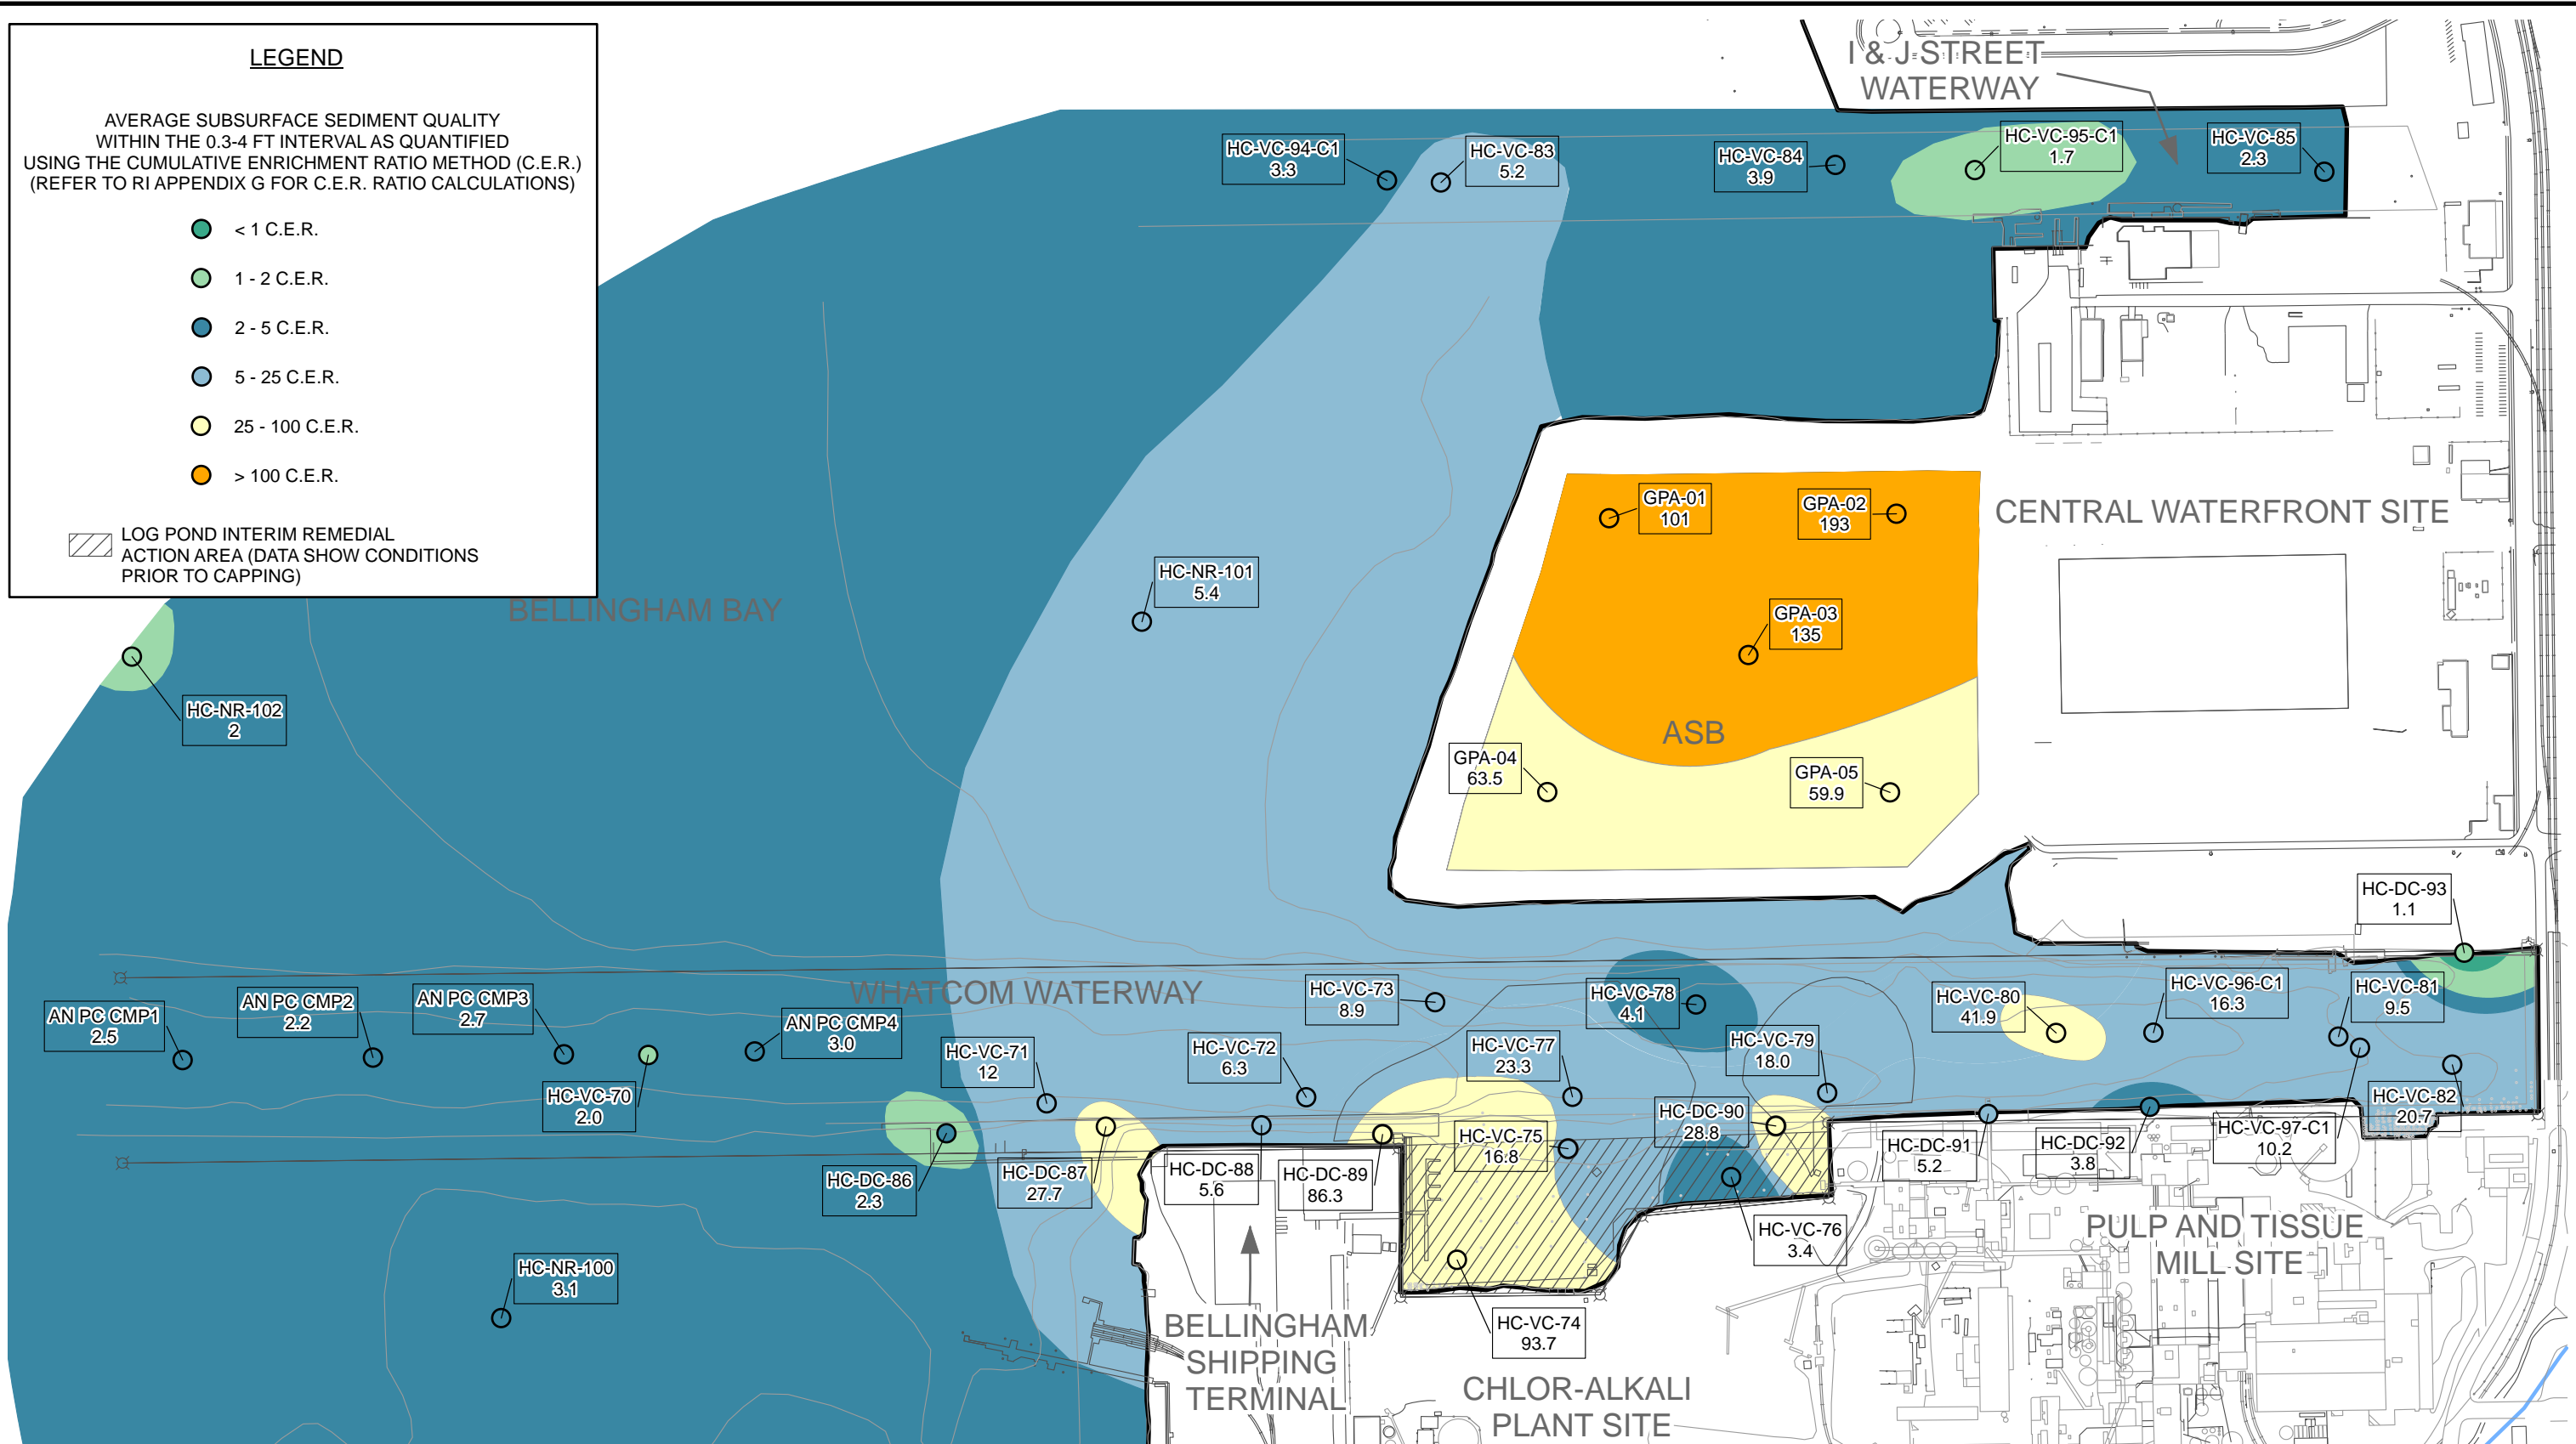 LEGEND
AVERAGE SUBSURFACE SEDIMENT QUALITY
WITHIN THE 0.3-4 FT INTERVAL AS QUANTIFIED
USING THE CUMULATIVE ENRICHMENT RATIO METHOD (C.E.R.)
(REFER TO RI APPENDIX G FOR C.E.R. RATIO CALCULATIONS)
< 1 C.E.R.
1 - 2 C.E.R.
2 - 5 C.E.R.
5 - 25 C.E.R.
25 - 100 C.E.R.
> 100 C.E.R.
LOG POND INTERIM REMEDIAL
ACTION AREA (DATA SHOW CONDITIONS
PRIOR TO CAPPING)
I & J STREET
WATERWAY
HC-VC-94-C1
3.3
HC-VC-83
5.2
HC-VC-84
3.9
HC-VC-95-C1
1.7
HC-VC-85
2.3
GPA-01
101
GPA-02
193
CENTRAL WATERFRONT SITE
HC-NR-101
5.4
BELLINGHAM BAY
GPA-03
135
HC-NR-102
2
ASB
GPA-04
63.5
GPA-05
59.9
HC-DC-93
1.1
WHATCOM WATERWAY
AN PC CMP1
2.5
AN PC CMP2
2.2
AN PC CMP3
2.7
AN PC CMP4
3.0
HC-VC-70
2.0
HC-VC-71
12
HC-VC-72
6.3
HC-VC-73
8.9
HC-VC-77
23.3
HC-VC-78
4.1
HC-VC-79
18.0
HC-VC-80
41.9
HC-VC-96-C1
16.3
HC-VC-81
9.5
HC-VC-82
20.7
HC-VC-97-C1
10.2
HC-DC-86
2.3
HC-DC-87
27.7
HC-DC-88
5.6
HC-DC-89
86.3
HC-VC-75
16.8
HC-DC-90
28.8
HC-DC-91
5.2
HC-DC-92
3.8
HC-VC-76
3.4
HC-NR-100
3.1
HC-VC-74
93.7
PULP AND TISSUE
MILL SITE
BELLINGHAM
SHIPPING
TERMINAL
CHLOR-ALKALI
PLANT SITE